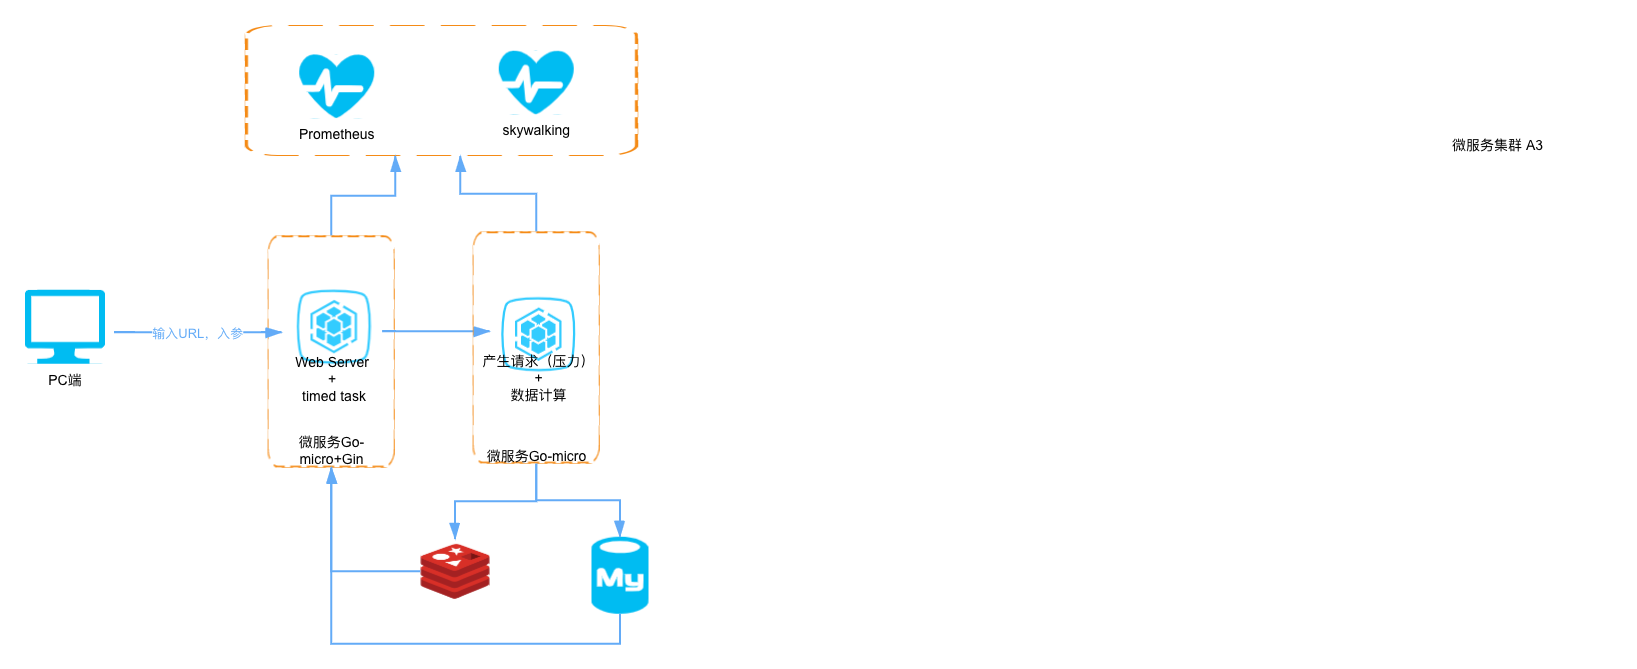 Prometheus
skywalking
微服务集群 A3
输入URL，入参
PC端
Web Server
+
timed task
微服务Go-
micro+Gin
产生请求（压力）
+
数据计算
微服务Go-micro
My